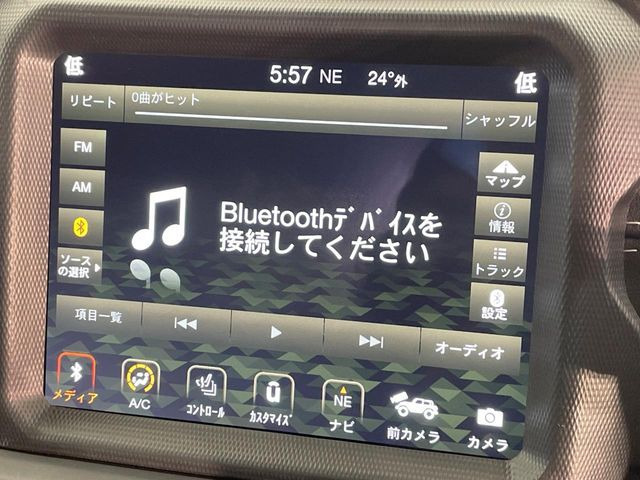 低 5:57 NE 24°外 低
リピート 0曲がヒット シャッフル
FM
AM
ソース
の選択
Bluetoothデバイスを
接続してください
マップ
情報
トラック
設定
項目一覧 オーディオ
メディア A/C コントロール カスタマイズ NE ナビ 前カメラ カメラ